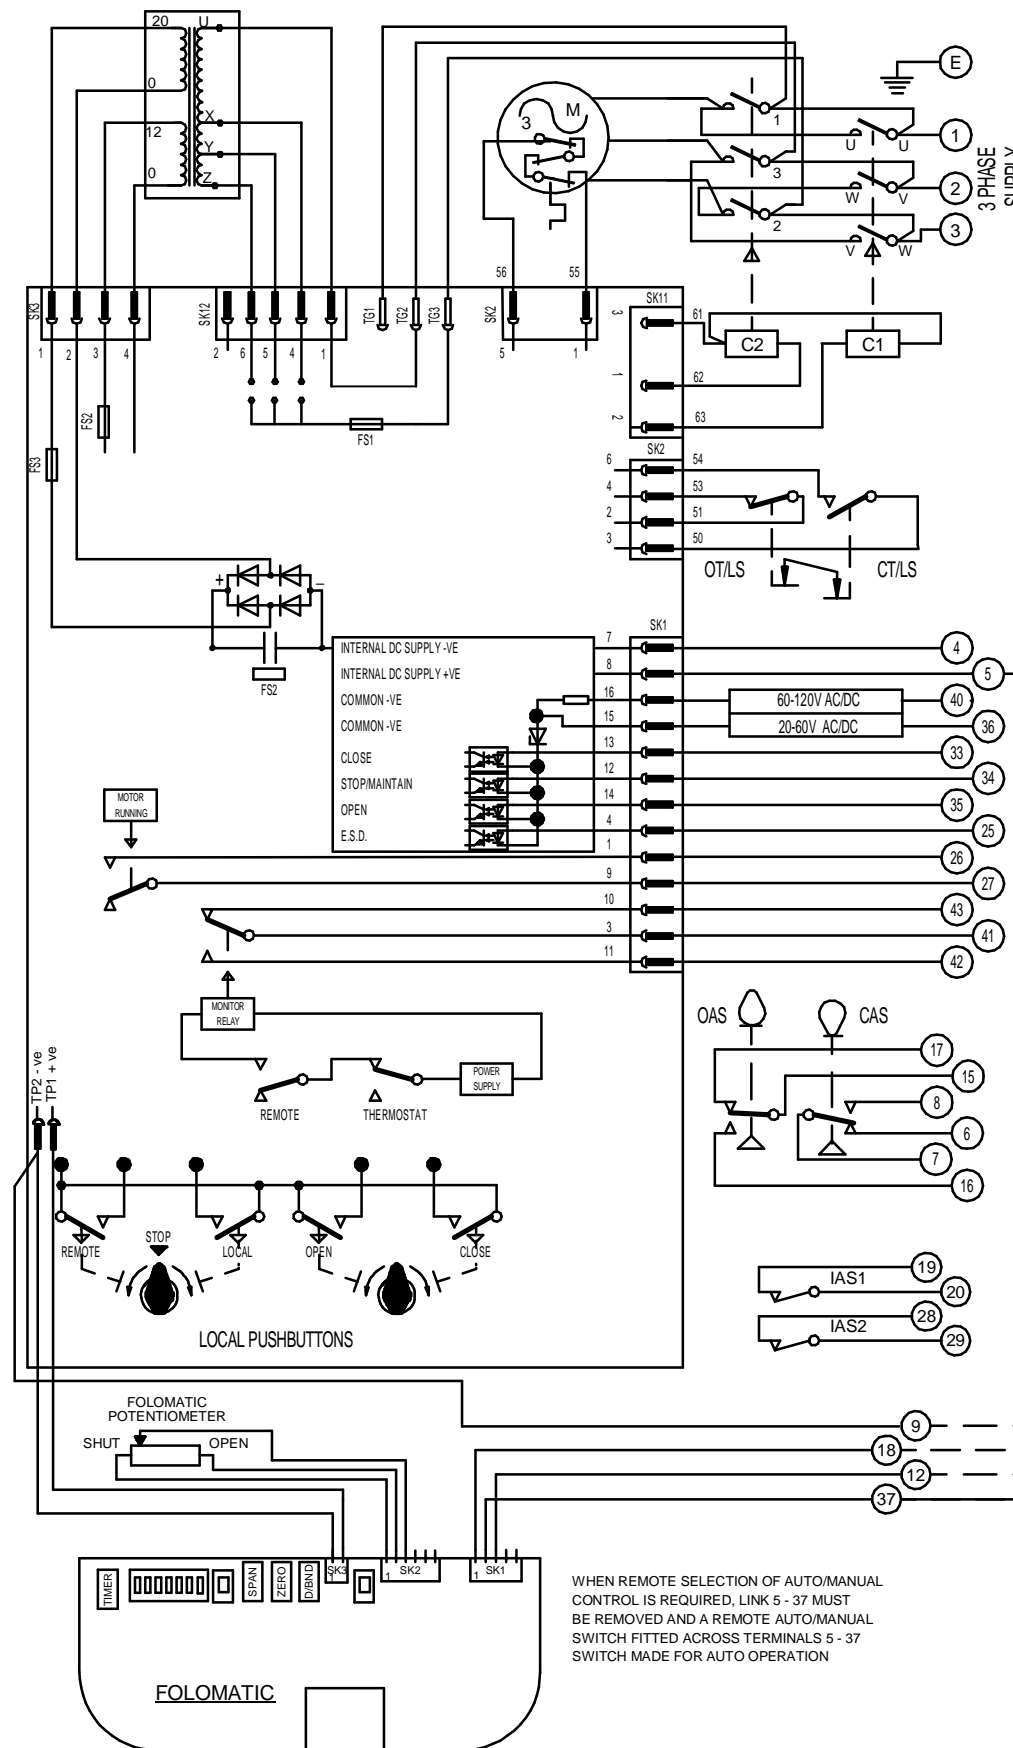 20 U
0
12 X
Y
0 Z
3 M
1
3
2
U U
W V
V W
E
1
2
3
3 PHASE
SUPPLY
56 55
SK3
SK12
TG1
TG2
TG3
SK2
SK11
1 2 3 4
2 6 5 4 1
5 1
3 61
1 62
2 63
C2 C1
FS2
FS3
FS1
SK2
6 54
4 53
2 51
3 50
OT/LS CT/LS
+ –
FS2
SK1
INTERNAL DC SUPPLY -VE 7 4
INTERNAL DC SUPPLY +VE 8 5
COMMON -VE 16 60-120V AC/DC 40
COMMON -VE 15 20-60V AC/DC 36
CLOSE 13 33
STOP/MAINTAIN 12 34
OPEN 14 35
E.S.D. 4 25
1 26
9 27
10 43
3 41
11 42
MOTOR
RUNNING
MONITOR
RELAY
POWER
SUPPLY
REMOTE THERMOSTAT
OAS CAS
17
15
8
6
7
16
TP2 - ve
TP1 + ve
REMOTE STOP LOCAL OPEN CLOSE
LOCAL PUSHBUTTONS
IAS1 19
20
IAS2 28
29
FOLOMATIC
POTENTIOMETER
SHUT OPEN
9
18
12
37
TIMER
SPAN
ZERO
D/BND
SK3
1
SK2
1
SK1
1
WHEN REMOTE SELECTION OF AUTO/MANUAL
CONTROL IS REQUIRED, LINK 5 - 37 MUST
BE REMOVED AND A REMOTE AUTO/MANUAL
SWITCH FITTED ACROSS TERMINALS 5 - 37
SWITCH MADE FOR AUTO OPERATION
FOLOMATIC